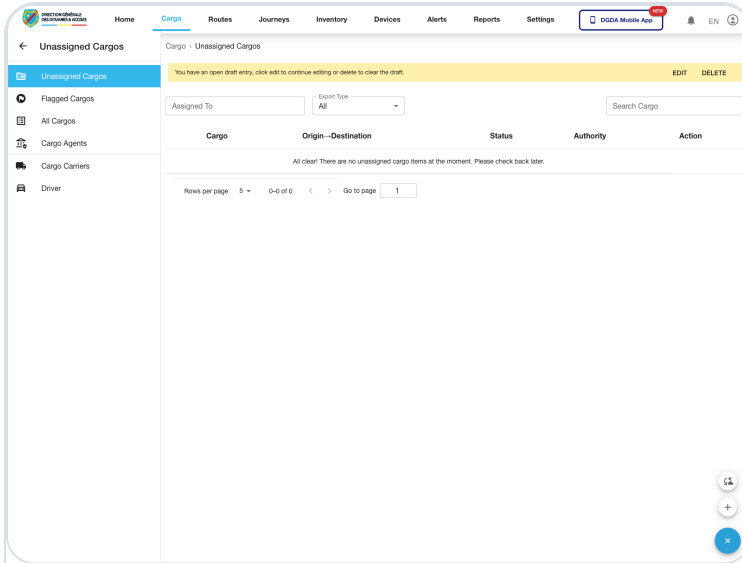 DIRECTION GÉNÉRALE
DES DOUANES & ACCISES
Home
Cargo
Routes
Journeys
Inventory
Devices
Alerts
Reports
Settings
DGDA Mobile App
NEW
EN
Unassigned Cargos
Cargo › Unassigned Cargos
Unassigned Cargos
Flagged Cargos
All Cargos
Cargo Agents
Cargo Carriers
Driver
You have an open draft entry, click edit to continue editing or delete to clear the draft.
EDIT
DELETE
Assigned To
Export Type
All
Search Cargo
Cargo
Origin→Destination
Status
Authority
Action
All clear! There are no unassigned cargo items at the moment. Please check back later.
Rows per page
5
0–0 of 0
Go to page
1